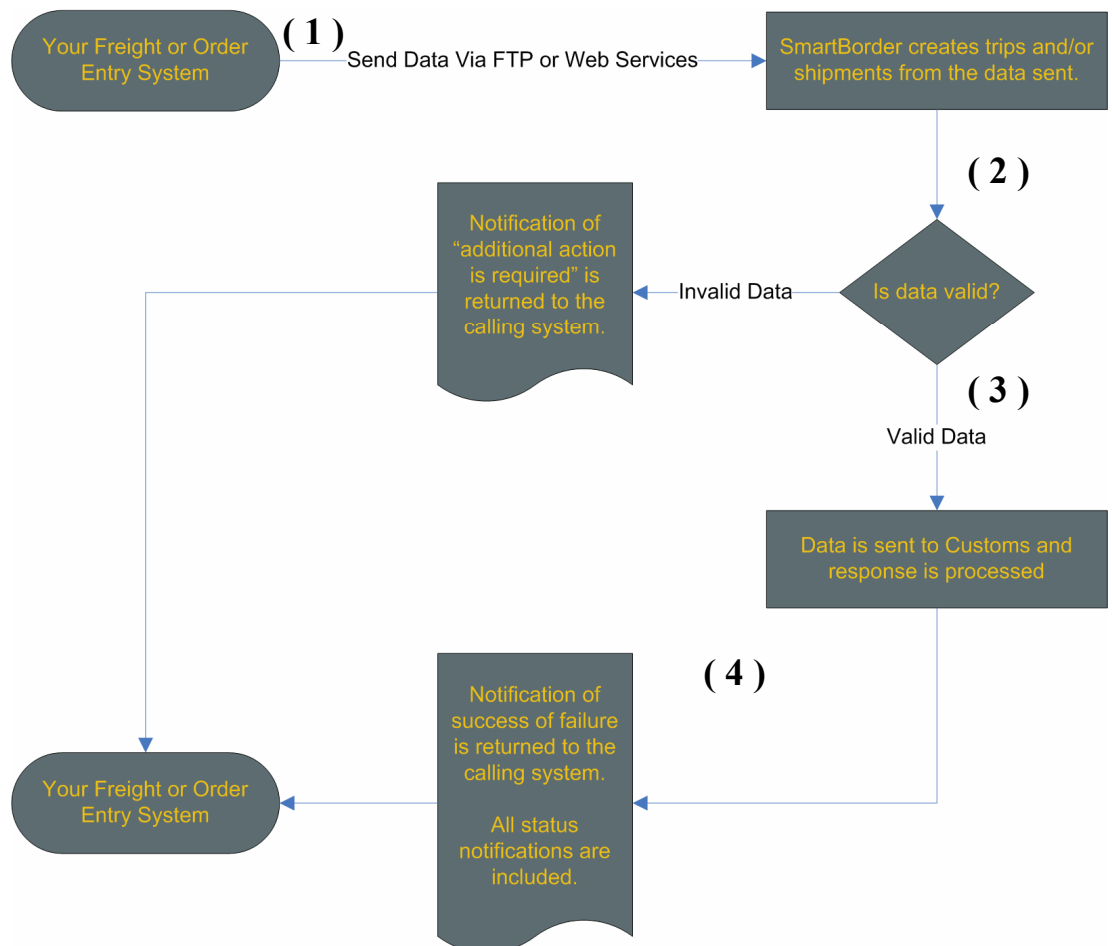 Your Freight or Order
Entry System
( 1 )
Send Data Via FTP or Web Services
SmartBorder creates trips and/or
shipments from the data sent.
( 2 )
Notification of
“additional action
is required” is
returned to the
calling system.
Invalid Data
Is data valid?
( 3 )
Valid Data
Data is sent to Customs and
response is processed
( 4 )
Notification of
success of failure
is returned to the
calling system.
All status
notifications are
included.
Your Freight or Order
Entry System